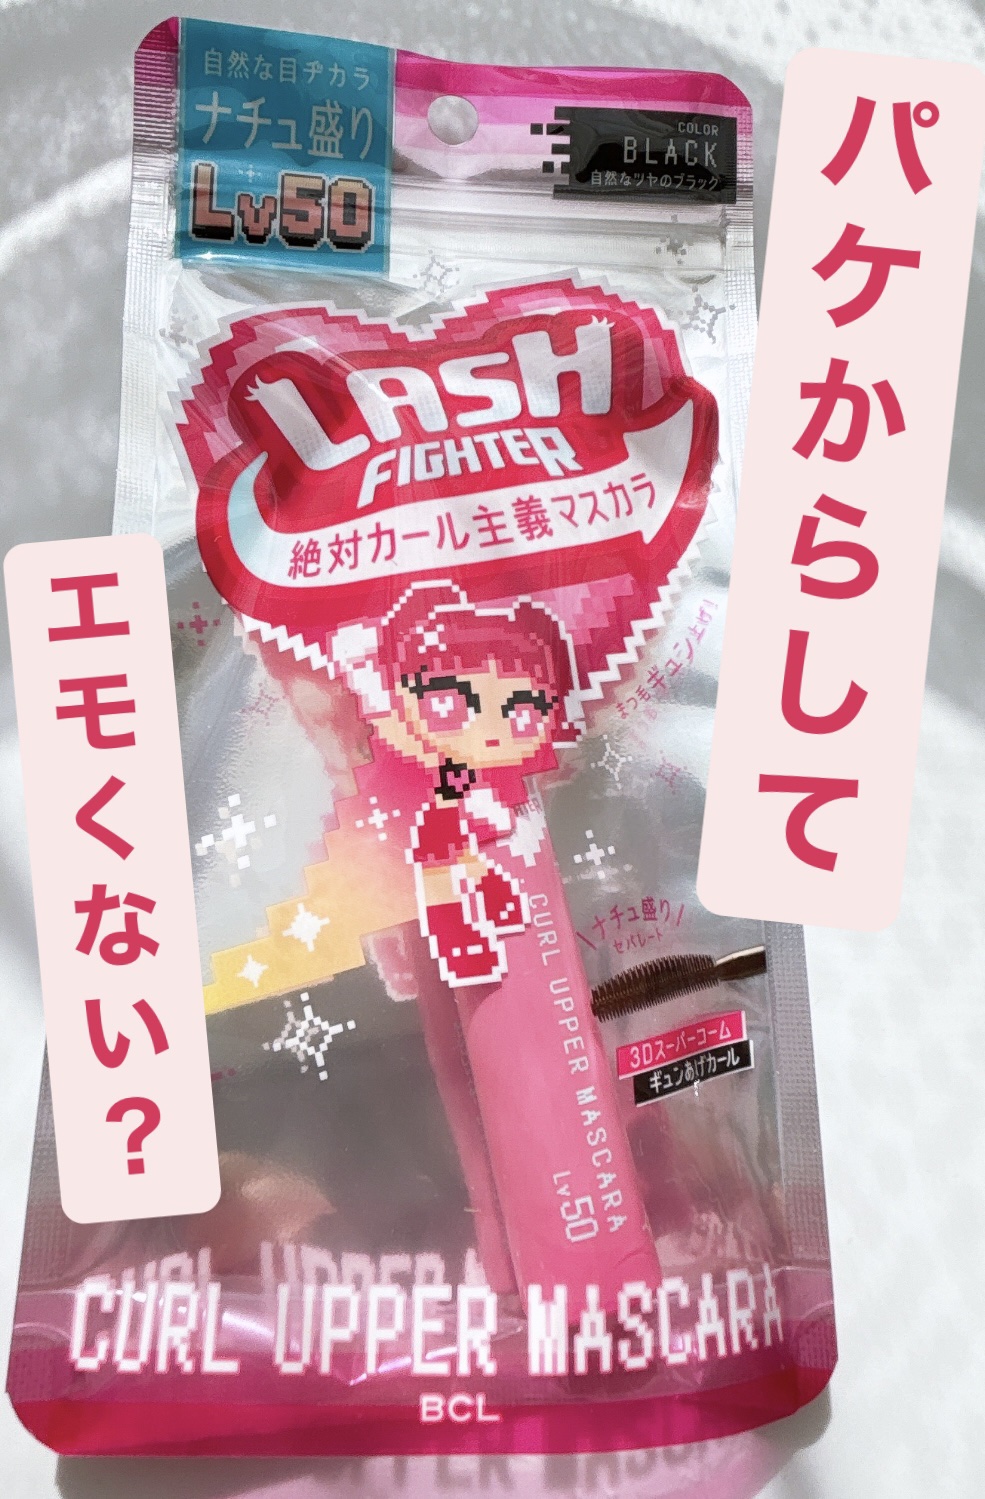 自然な目ヂカラ
ナチュ盛り
Lv50
COLOR
BLACK
自然なツヤのブラック
パケからして
LASH
FIGHTER
絶対カール主義マスカラ
エモくない？
まつ毛ギュン上げ!
ナチュ盛り
セパレート
3Dスーパーコーム
ギュンあげカール
CURL UPPER MASCARA
Lv50
CURL UPPER MASCARA
BCL